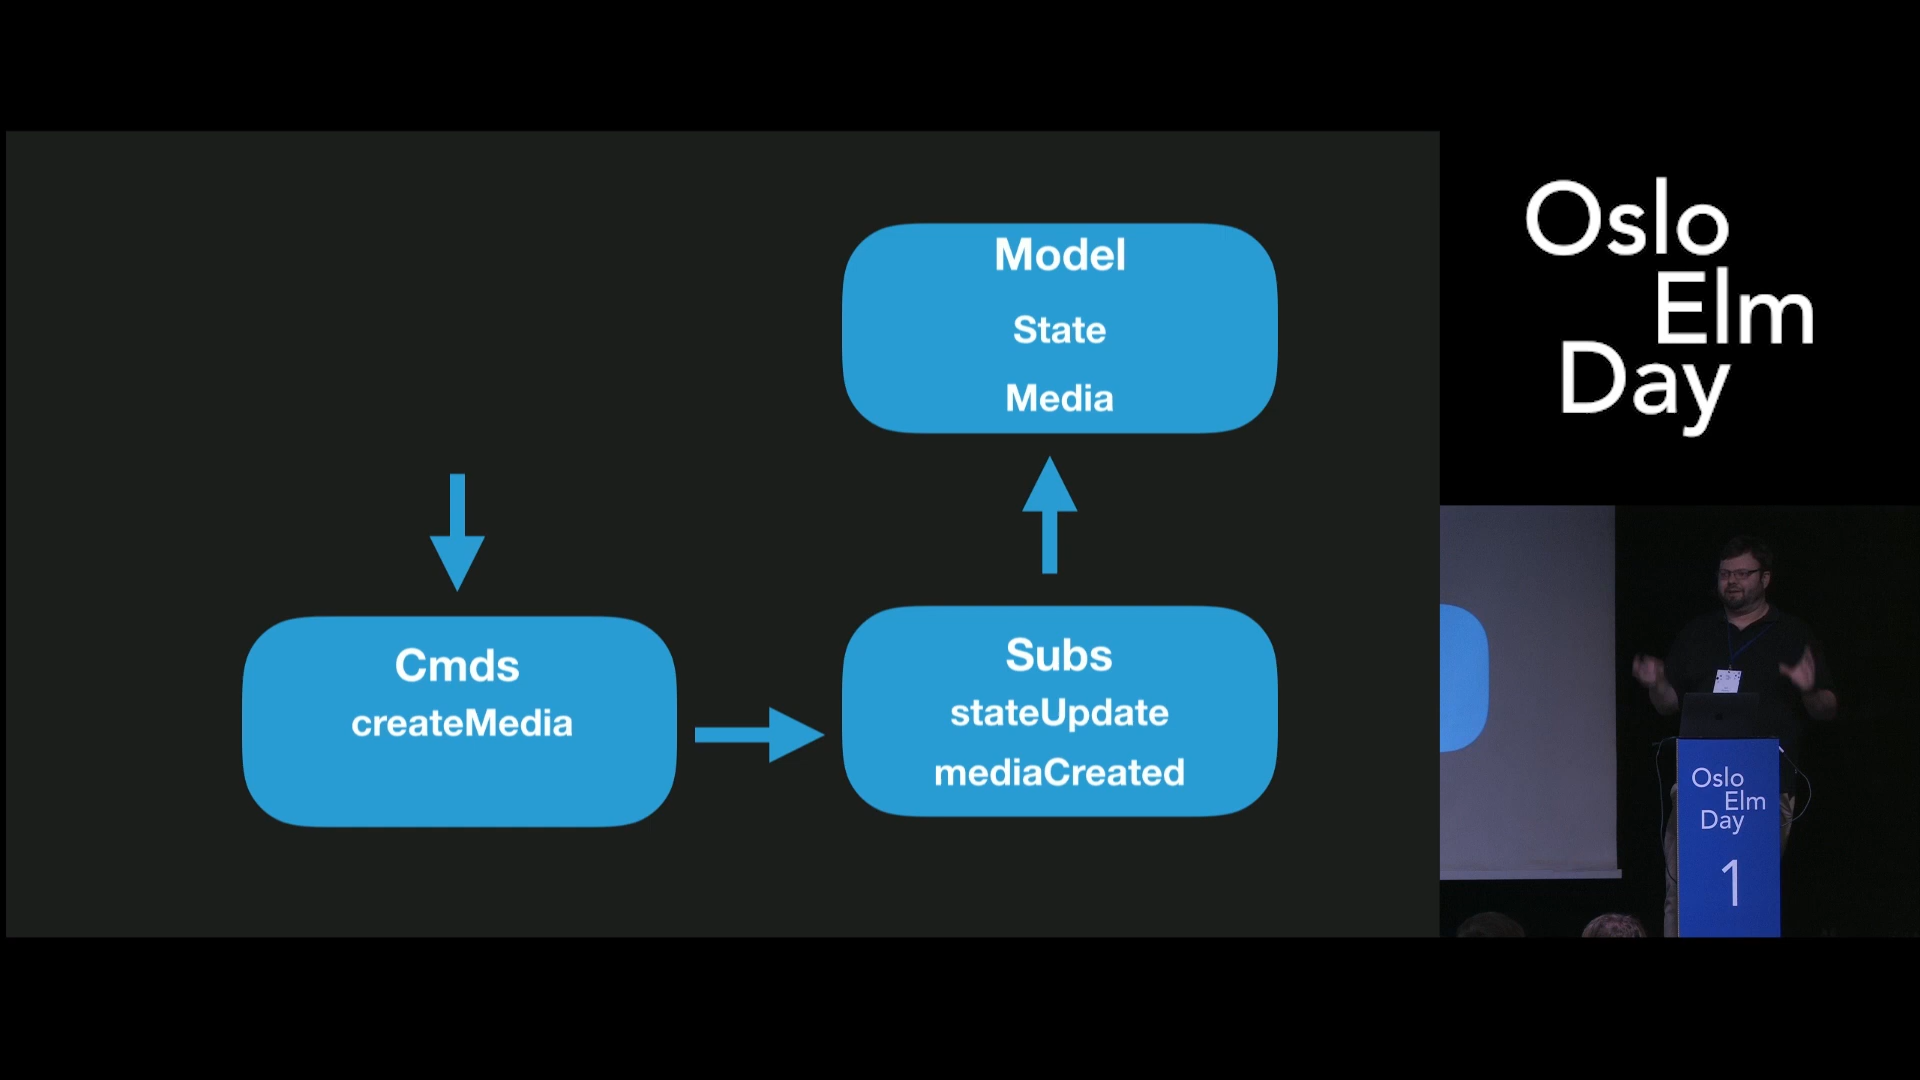 Model
State
Media
Cmds
createMedia
Subs
stateUpdate
mediaCreated
Oslo
Elm
Day
Oslo
Elm
Day
1